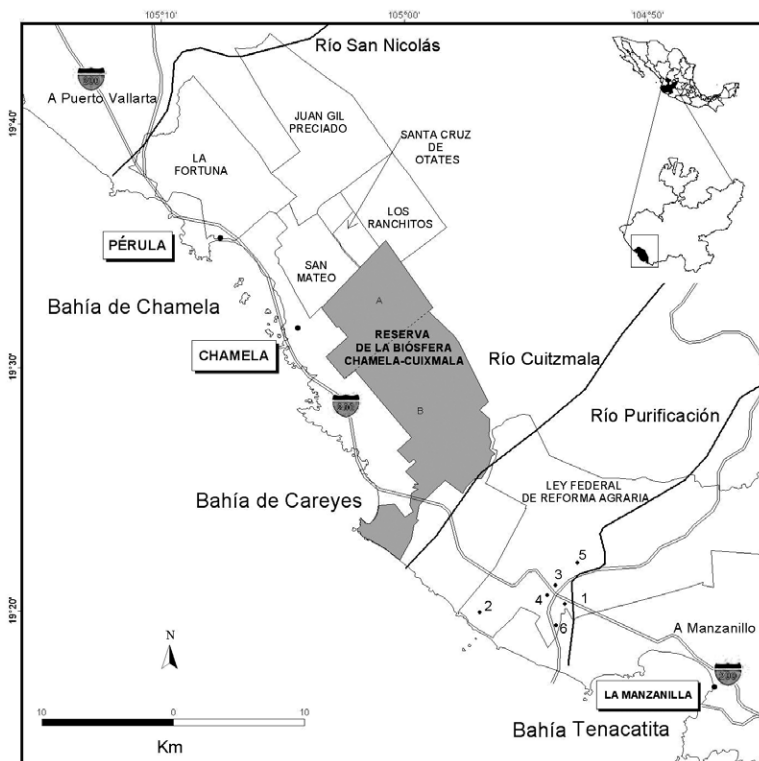 105°10'
105°00'
104°50'
Río San Nicolás
A Puerto Vallarta
19°40'
JUAN GIL
PRECIADO
SANTA CRUZ
DE
OTATES
LA
FORTUNA
LOS
RANCHITOS
PÉRULA
SAN
MATEO
Bahía de Chamela
A
RESERVA
DE LA BIÓSFERA
CHAMELA-CUIXMALA
CHAMELA
19°30'
Río Cuitzmala
B
Río Purificación
LEY FEDERAL
DE REFORMA AGRARIA
Bahía de Careyes
5
3
4
1
2
6
19°20'
A Manzanillo
N
LA MANZANILLA
Bahía Tenacatita
10
0
10
Km